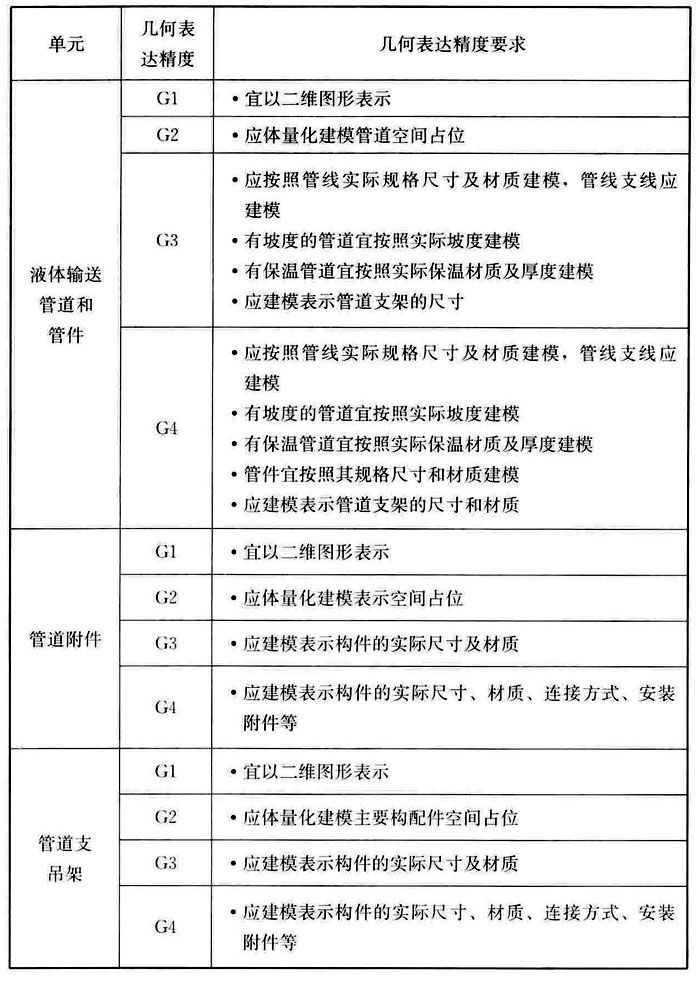 单元
几何表
达精度
几何表达精度要求
液体输送
管道和
管件
G1
•宜以二维图形表示
G2
•应体量化建模管道空间占位
G3
•应按照管线实际规格尺寸及材质建模，管线支线应
建模
•有坡度的管道宜按照实际坡度建模
•有保温管道宜按照实际保温材质及厚度建模
•应建模表示管道支架的尺寸
G4
•应按照管线实际规格尺寸及材质建模，管线支线应
建模
•有坡度的管道宜按照实际坡度建模
•有保温管道宜按照实际保温材质及厚度建模
•管件宜按照其规格尺寸和材质建模
•应建模表示管道支架的尺寸和材质
管道附件
G1
•宜以二维图形表示
G2
•应体量化建模表示空间占位
G3
•应建模表示构件的实际尺寸及材质
G4
•应建模表示构件的实际尺寸、材质、连接方式、安装
附件等
管道支
吊架
G1
•宜以二维图形表示
G2
•应体量化建模主要构配件空间占位
G3
•应建模表示构件的实际尺寸及材质
G4
•应建模表示构件的实际尺寸、材质、连接方式、安装
附件等